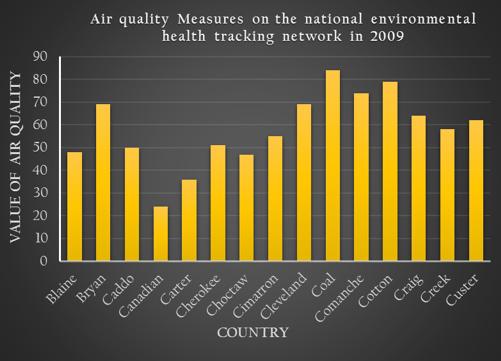 Air quality Measures on the national environmental
health tracking network in 2009
VALUE OF AIR QUALITY
90
80
70
60
50
40
30
20
10
0
Blaine
Bryan
Caddo
Canadian
Carter
Cherokee
Choctaw
Cimarron
Cleveland
Coal
Comanche
Cotton
Craig
Creek
Custer
COUNTRY